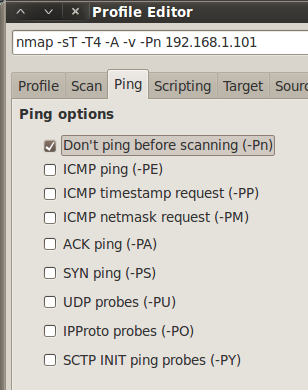 Profile Editor
nmap -sT -T4 -A -v -Pn 192.168.1.101
Profile Scan Ping Scripting Target Sourc
Ping options
Don't ping before scanning (-Pn)
ICMP ping (-PE)
ICMP timestamp request (-PP)
ICMP netmask request (-PM)
ACK ping (-PA)
SYN ping (-PS)
UDP probes (-PU)
IPProto probes (-PO)
SCTP INIT ping probes (-PY)